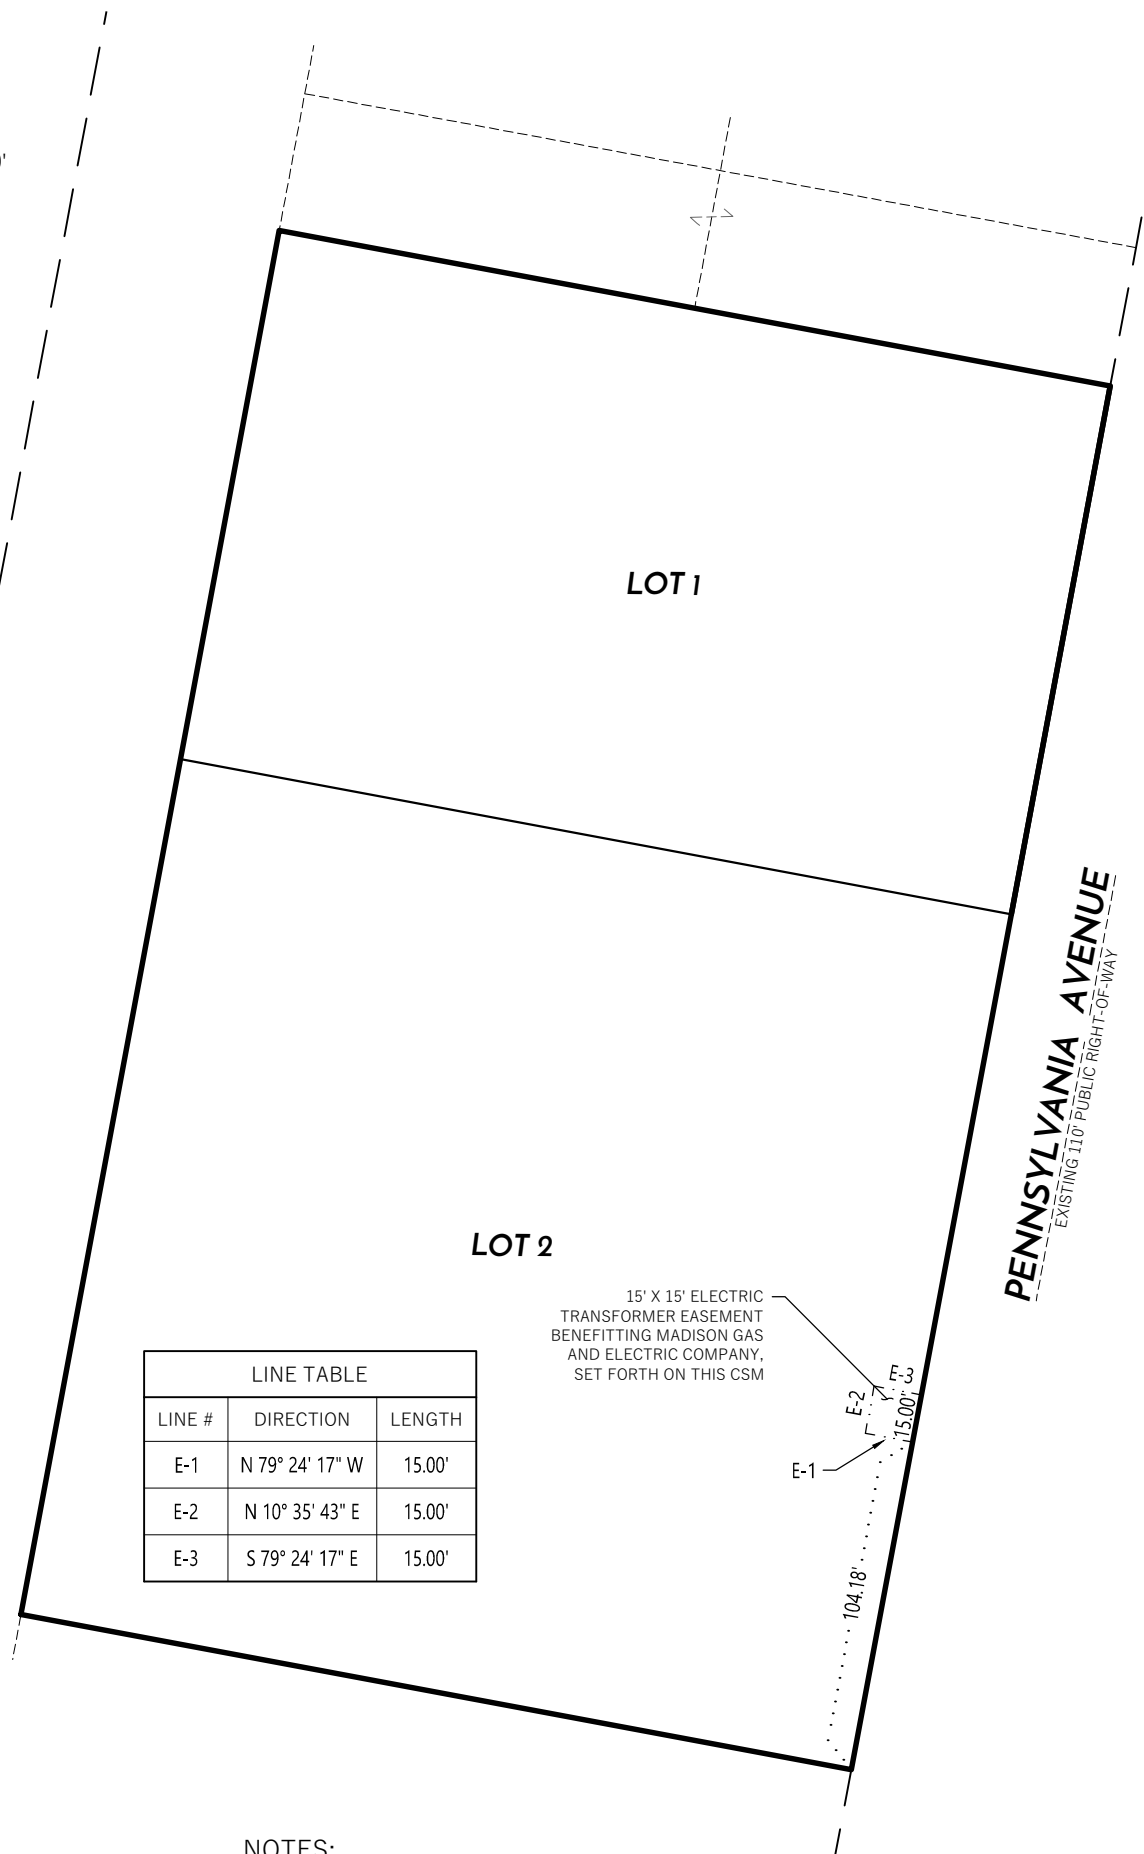 LOT 1
PENNSYLVANIA AVENUE
EXISTING 110' PUBLIC RIGHT-OF-WAY
LOT 2
15' X 15' ELECTRIC
TRANSFORMER EASEMENT
BENEFITTING MADISON GAS
AND ELECTRIC COMPANY,
SET FORTH ON THIS CSM
E-3
E-2
15.00'
E-1
104.18'
LINE TABLE
LINE # DIRECTION LENGTH
E-1 N 79° 24' 17" W 15.00'
E-2 N 10° 35' 43" E 15.00'
E-3 S 79° 24' 17" E 15.00'
NOTES: